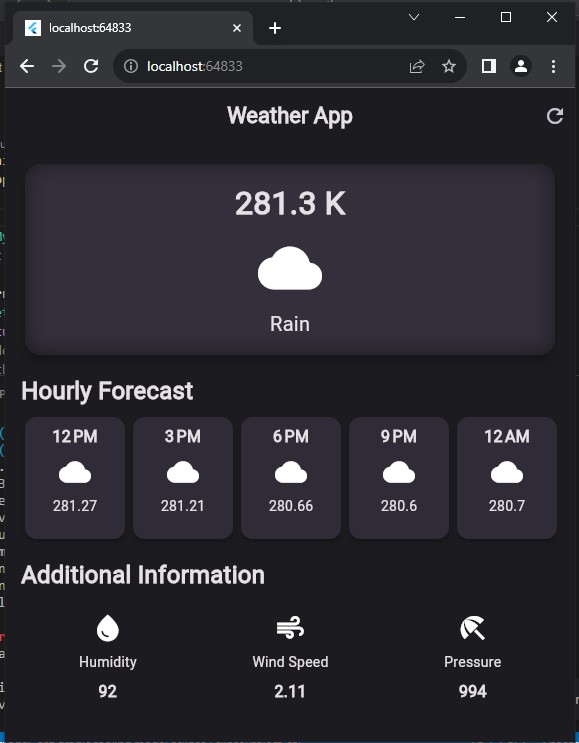 localhost:64833
localhost:64833
Weather App
281.3 K
Rain
Hourly Forecast
12 PM 3 PM 6 PM 9 PM 12 AM
281.27 281.21 280.66 280.6 280.7
Additional Information
Humidity Wind Speed Pressure
92 2.11 994